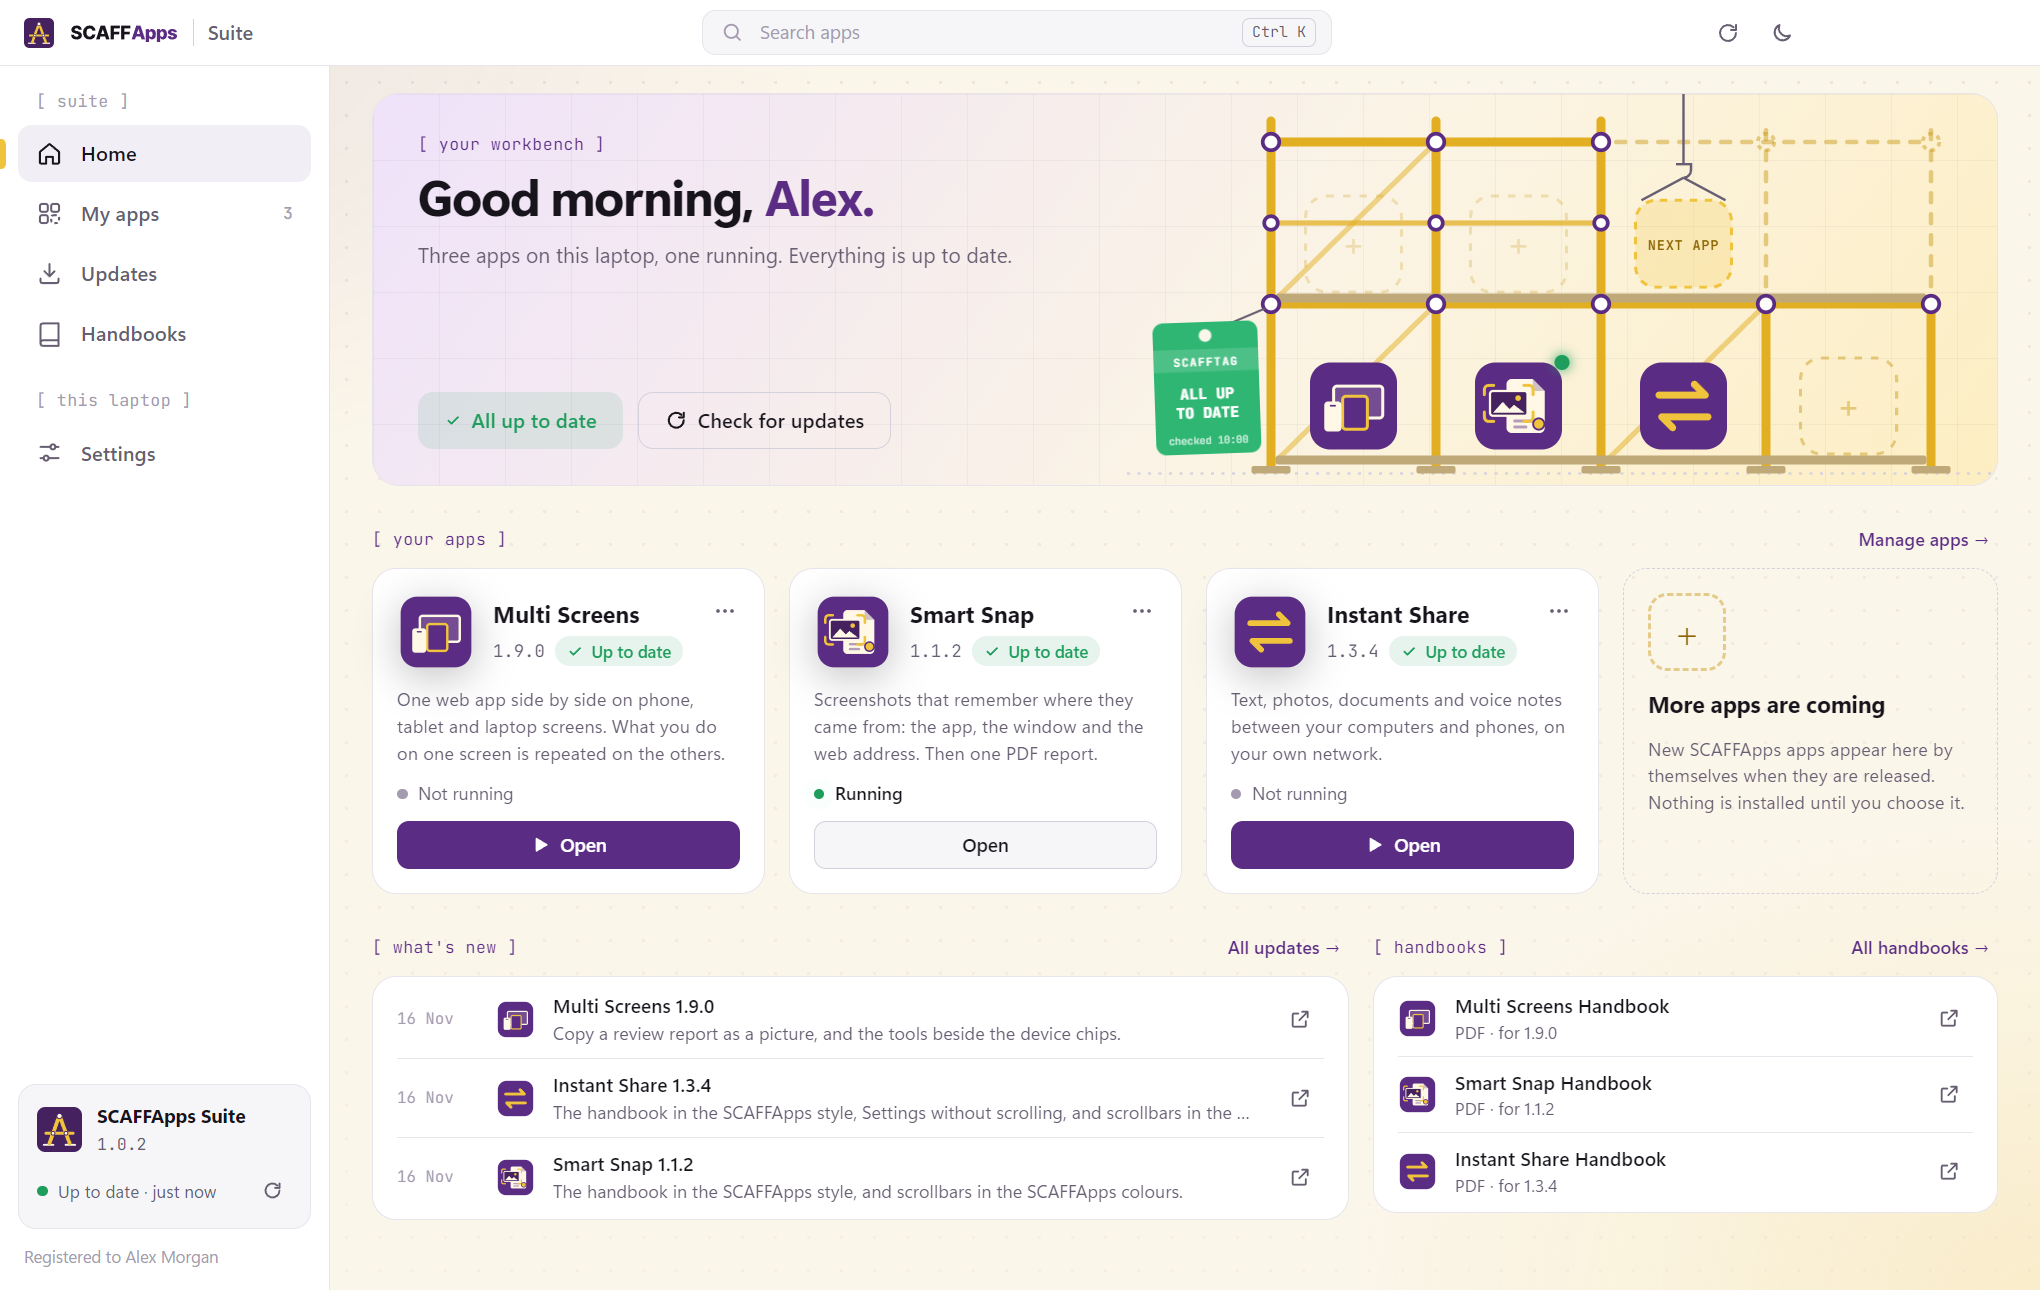 SCAFFApps Suite
Search apps Ctrl K
[ suite ]
Home
My apps 3
Updates
Handbooks
[ this laptop ]
Settings
SCAFFApps Suite
1.0.2
Up to date · just now
Registered to Alex Morgan
[ your workbench ]
Good morning, Alex.
Three apps on this laptop, one running. Everything is up to date.
All up to date
Check for updates
SCAFFTAG
ALL UP
TO DATE
checked 10:00
NEXT APP
[ your apps ]
Manage apps →
Multi Screens
1.9.0 Up to date
One web app side by side on phone,
tablet and laptop screens. What you do
on one screen is repeated on the others.
Not running
Open
Smart Snap
1.1.2 Up to date
Screenshots that remember where they
came from: the app, the window and the
web address. Then one PDF report.
Running
Open
Instant Share
1.3.4 Up to date
Text, photos, documents and voice notes
between your computers and phones, on
your own network.
Not running
Open
More apps are coming
New SCAFFApps apps appear here by
themselves when they are released.
Nothing is installed until you choose it.
[ what's new ]
All updates →
16 Nov
Multi Screens 1.9.0
Copy a review report as a picture, and the tools beside the device chips.
16 Nov
Instant Share 1.3.4
The handbook in the SCAFFApps style, Settings without scrolling, and scrollbars in the ...
16 Nov
Smart Snap 1.1.2
The handbook in the SCAFFApps style, and scrollbars in the SCAFFApps colours.
[ handbooks ]
All handbooks →
Multi Screens Handbook
PDF · for 1.9.0
Smart Snap Handbook
PDF · for 1.1.2
Instant Share Handbook
PDF · for 1.3.4